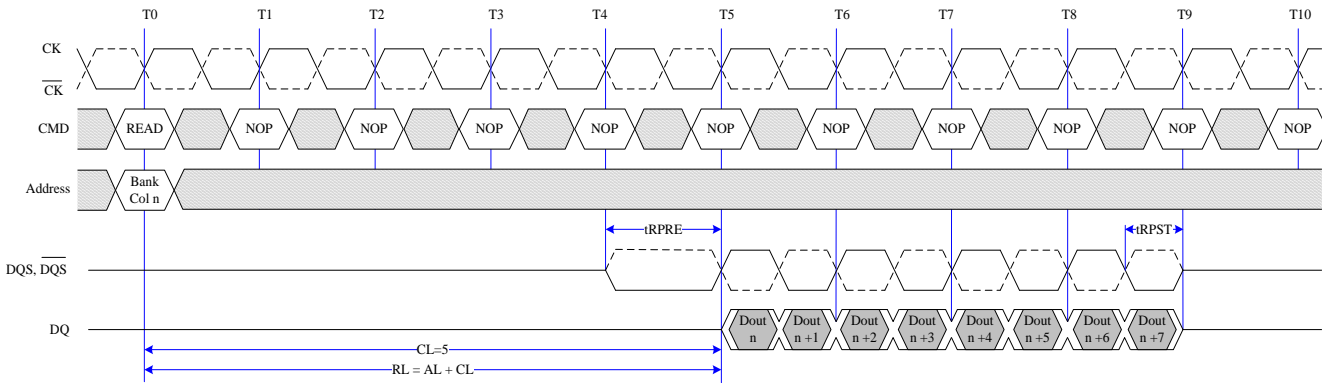 T0 T1 T2 T3 T4 T5 T6 T7 T8 T9 T10
CK
CK
CMD READ NOP NOP NOP NOP NOP NOP NOP NOP NOP NOP
Address Bank
Col n
tRPRE tRPST
DQS, DQS
DQ Dout Dout Dout Dout Dout Dout Dout Dout
n n +1 n +2 n +3 n +4 n +5 n +6 n +7
CL=5
RL = AL + CL